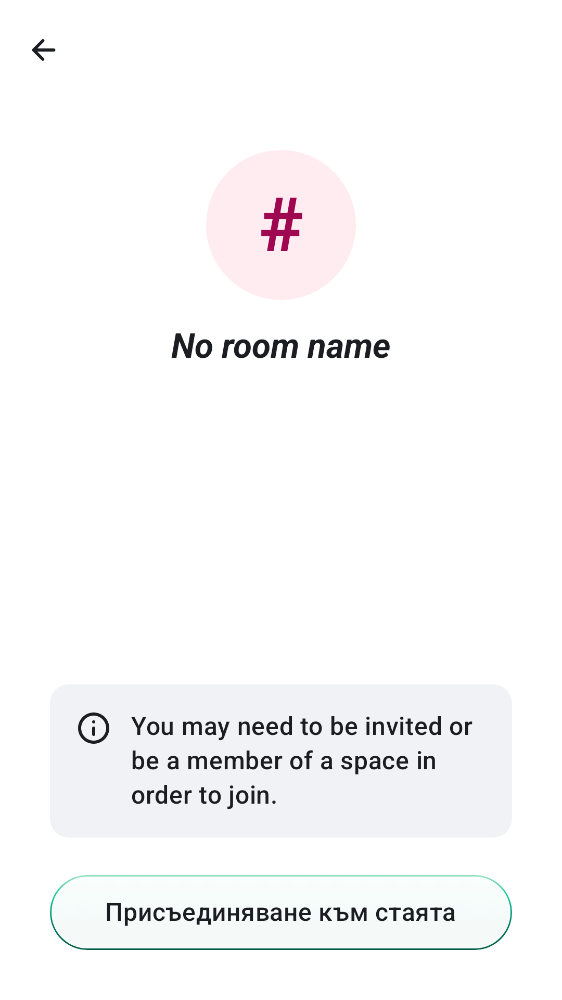 #
No room name
You may need to be invited or
be a member of a space in
order to join.
Присъединяване към стаята